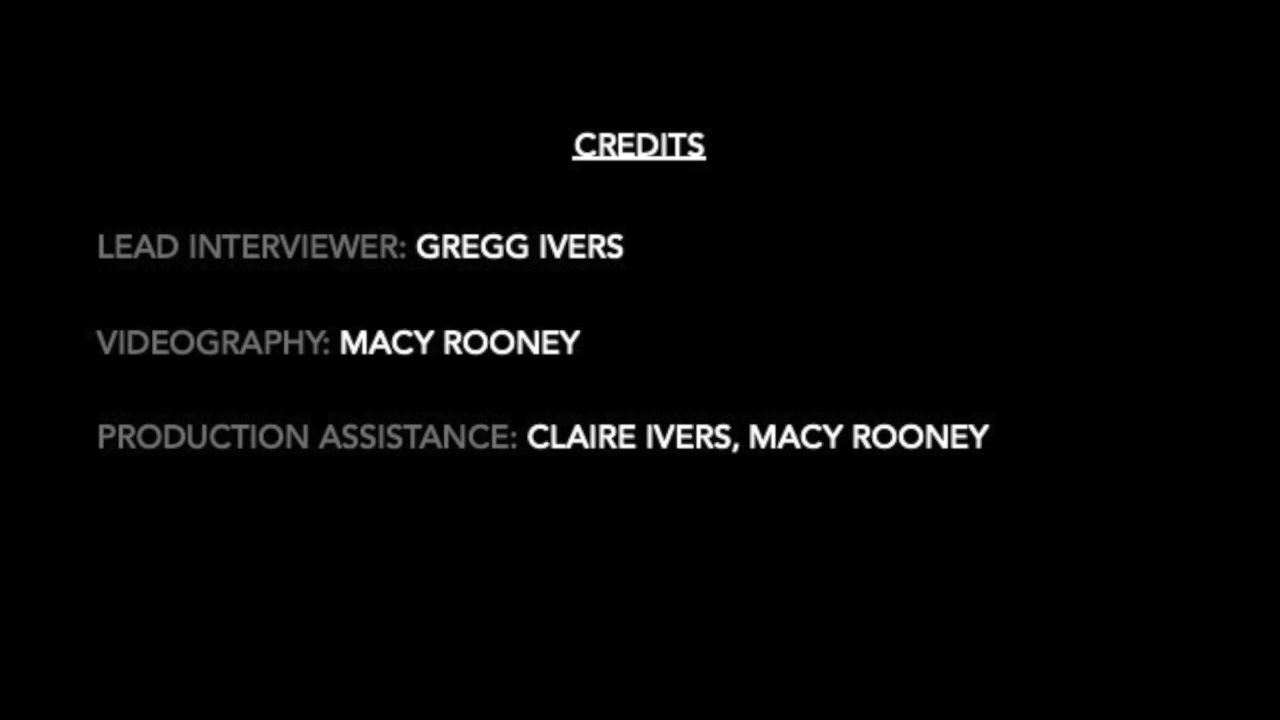 CREDITS
LEAD INTERVIEWER: GREGG IVERS
VIDEOGRAPHY: MACY ROONEY
PRODUCTION ASSISTANCE: CLAIRE IVERS, MACY ROONEY